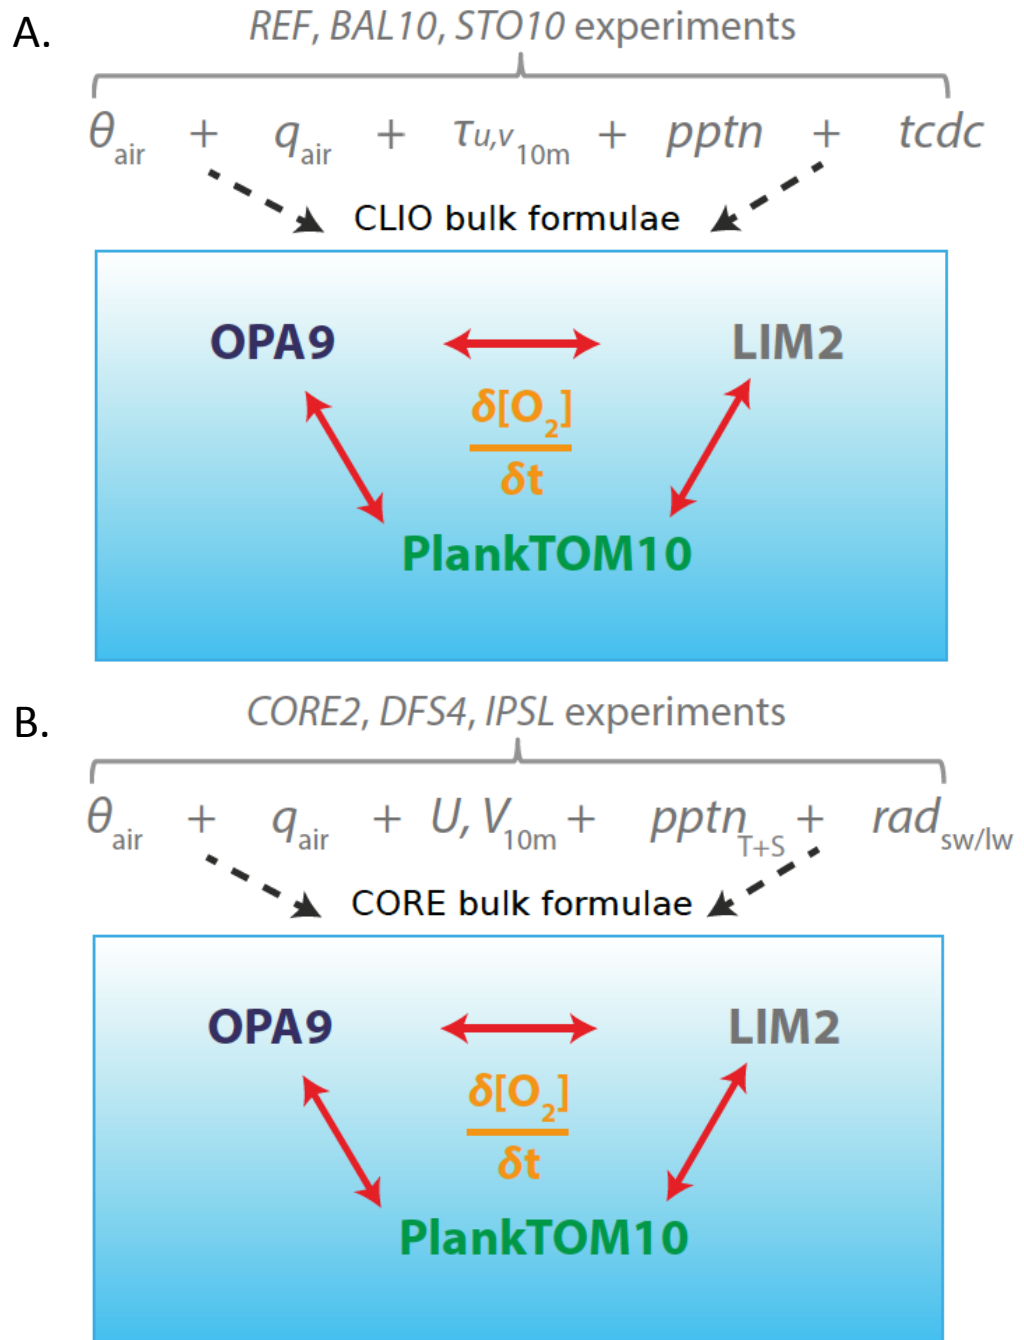 A.
REF, BAL10, STO10 experiments
θair + qair + τu,v10m + pptn + tcdc
CLIO bulk formulae
OPA9 LIM2
δ[O2]
δt
PlankTOM10
B.
CORE2, DFS4, IPSL experiments
θair + qair + U, V10m + pptnT+S + radsw/lw
CORE bulk formulae
OPA9 LIM2
δ[O2]
δt
PlankTOM10